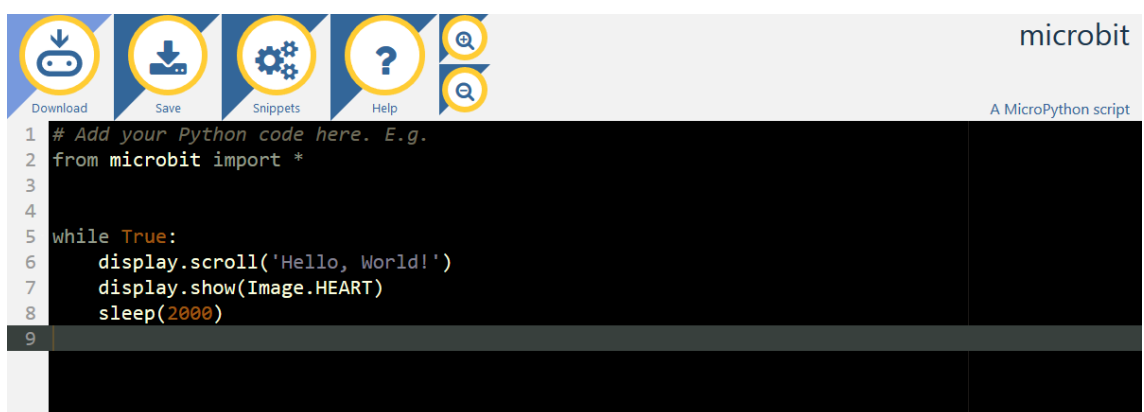 microbit
Download Save Snippets Help
A MicroPython script
1 # Add your Python code here. E.g.
2 from microbit import *
3
4
5 while True:
6     display.scroll('Hello, World!')
7     display.show(Image.HEART)
8     sleep(2000)
9